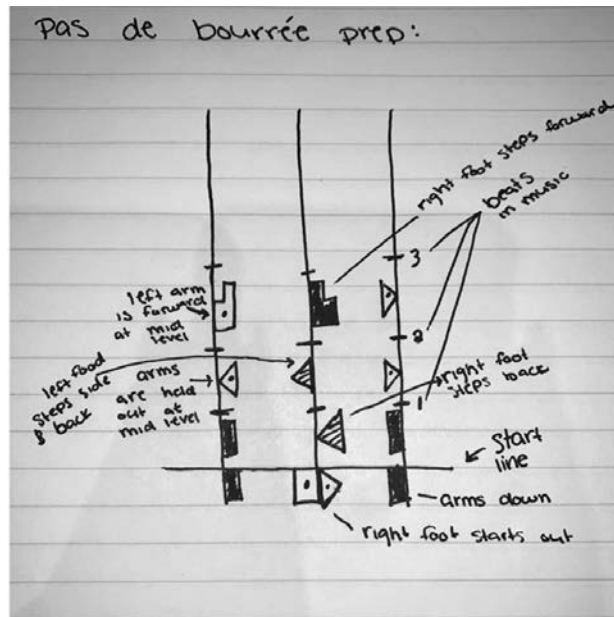 pas de bourrée prep:
right foot steps forward
beats
in music
3
left arm
is forward
at mid
level
2
left food
steps side
& back
arms
are held
out at
mid level
right foot
steps back
1
start
line
arms down
right foot starts out